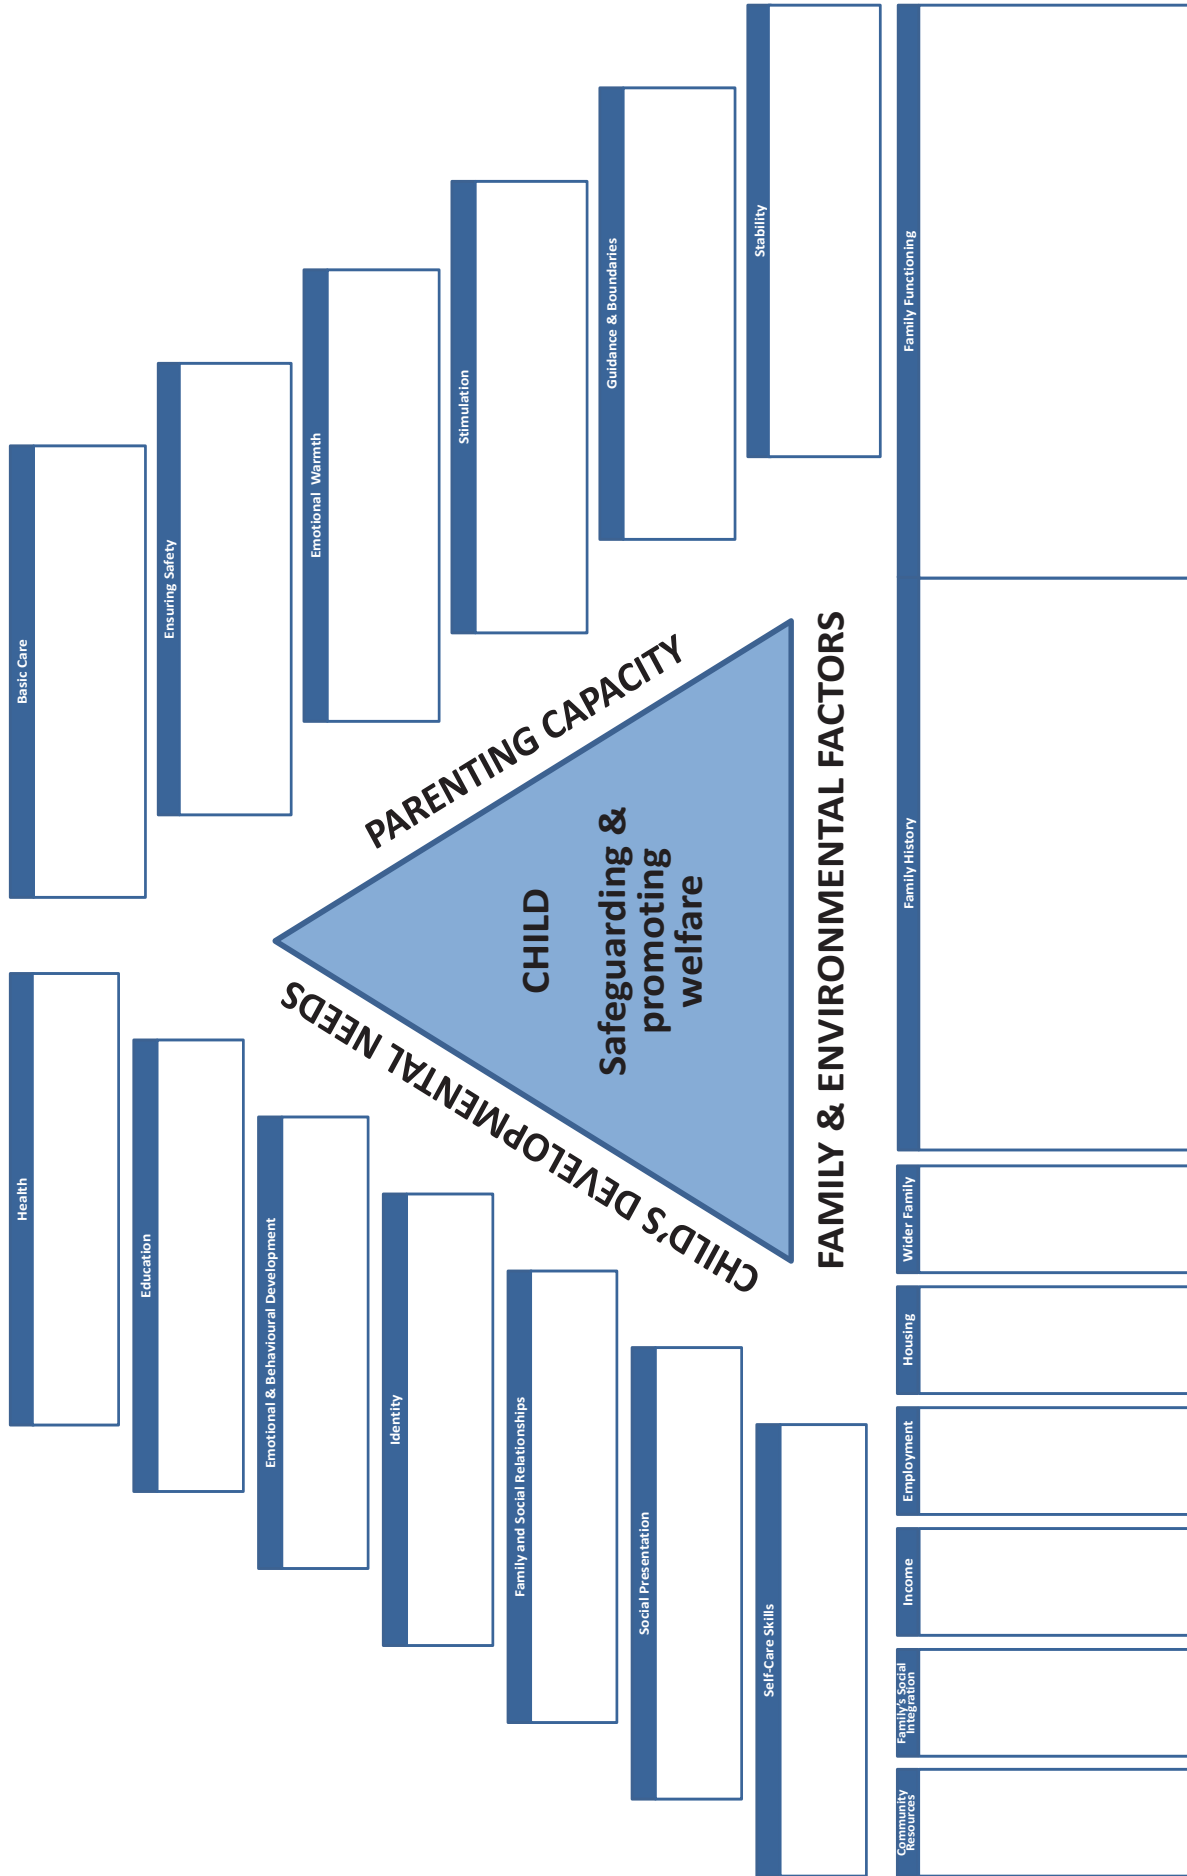 Health
Education
Emotional & Behavioural Development
Identity
Family and Social Relationships
Social Presentation
Self-Care Skills
CHILD'S DEVELOPMENTAL NEEDS
Basic Care
Ensuring Safety
Emotional Warmth
Stimulation
Guidance & Boundaries
Stability
PARENTING CAPACITY
CHILD
Safeguarding &
promoting
welfare
FAMILY & ENVIRONMENTAL FACTORS
Community
Resources
Family's Social
Integration
Income
Employment
Housing
Wider Family
Family History
Family Functioning